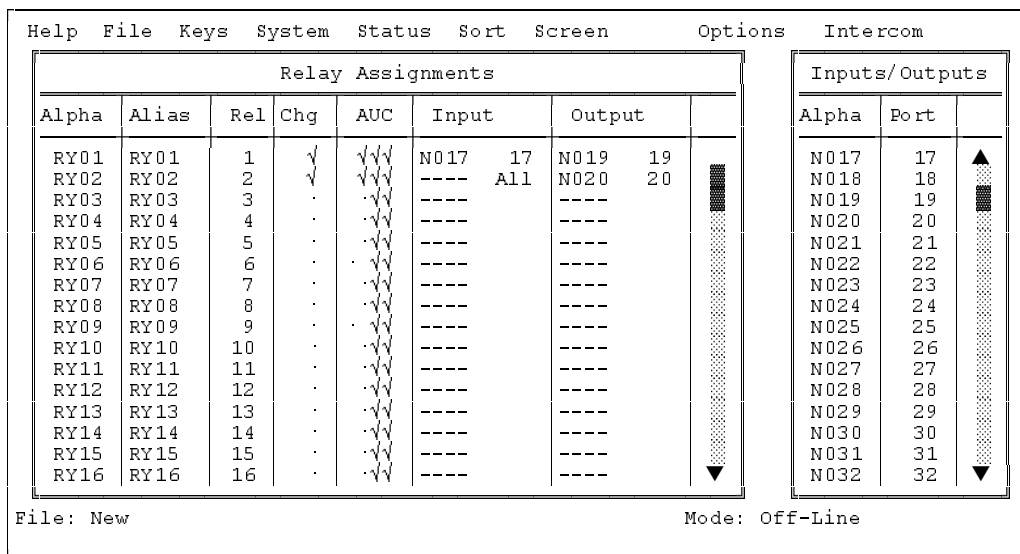 Help File Keys System Status Sort Screen Options Intercom
Relay Assignments Inputs/Outputs
Alpha Alias Rel Chg AUC Input Output Alpha Port
RY01 RY01 1 √ √√√ N017 17 N019 19 N017 17
RY02 RY02 2 √ √√√ ---- All N020 20 N018 18
RY03 RY03 3 · ·√√ ---- ---- N019 19
RY04 RY04 4 · ·√√ ---- ---- N020 20
RY05 RY05 5 · ·√√ ---- ---- N021 21
RY06 RY06 6 · ·√√ ---- ---- N022 22
RY07 RY07 7 · ·√√ ---- ---- N023 23
RY08 RY08 8 · ·√√ ---- ---- N024 24
RY09 RY09 9 · ·√√ ---- ---- N025 25
RY10 RY10 10 · ·√√ ---- ---- N026 26
RY11 RY11 11 · ·√√ ---- ---- N027 27
RY12 RY12 12 · ·√√ ---- ---- N028 28
RY13 RY13 13 · ·√√ ---- ---- N029 29
RY14 RY14 14 · ·√√ ---- ---- N030 30
RY15 RY15 15 · ·√√ ---- ---- N031 31
RY16 RY16 16 · ·√√ ---- ---- N032 32
File: New Mode: Off-Line